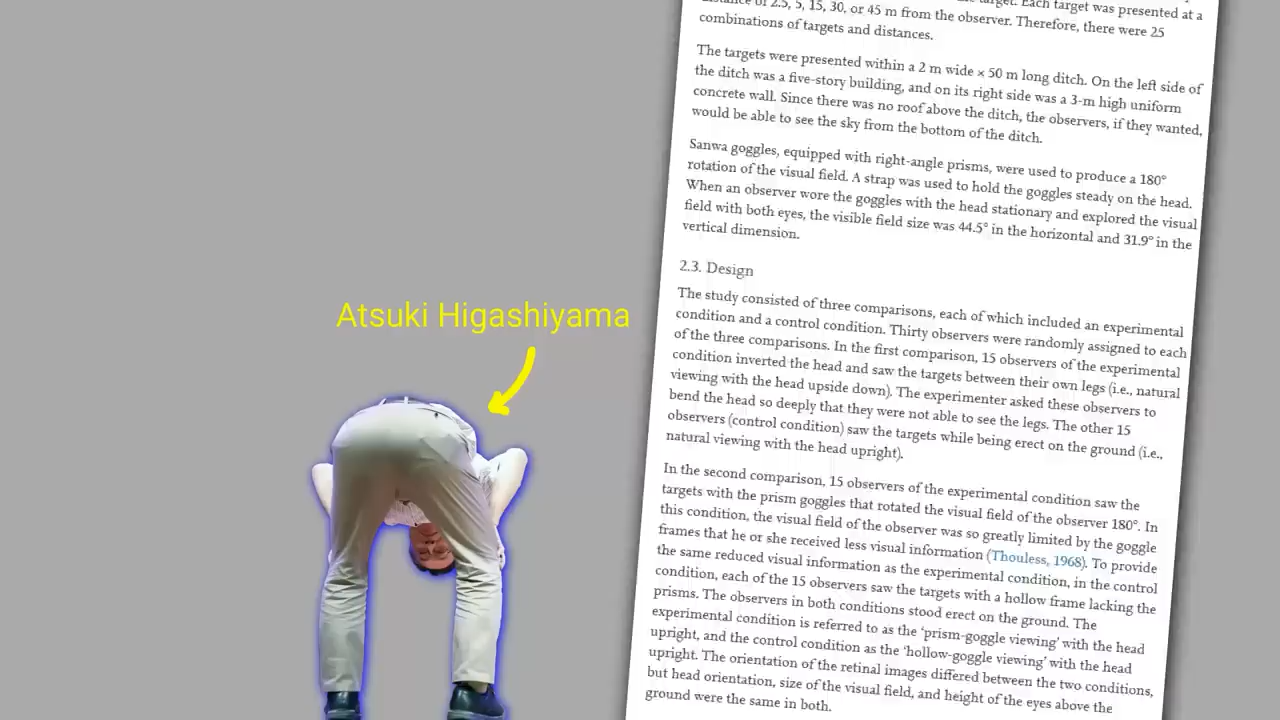 Atsuki Higashiyama
target. Each target was presented at a
distance of 2.5, 5, 15, 30, or 45 m from the observer. Therefore, there were 25
combinations of targets and distances.
The targets were presented within a 2 m wide × 50 m long ditch. On the left side of
the ditch was a five-story building, and on its right side was a 3-m high uniform
concrete wall. Since there was no roof above the ditch, the observers, if they wanted,
would be able to see the sky from the bottom of the ditch.
Sanwa goggles, equipped with right-angle prisms, were used to produce a 180°
rotation of the visual field. A strap was used to hold the goggles steady on the head.
When an observer wore the goggles with the head stationary and explored the visual
field with both eyes, the visible field size was 44.5° in the horizontal and 31.9° in the
vertical dimension.
2.3. Design
The study consisted of three comparisons, each of which included an experimental
condition and a control condition. Thirty observers were randomly assigned to each
of the three comparisons. In the first comparison, 15 observers of the experimental
condition inverted the head and saw the targets between their own legs (i.e., natural
viewing with the head upside down). The experimenter asked these observers to
bend the head so deeply that they were not able to see the legs. The other 15
observers (control condition) saw the targets while being erect on the ground (i.e.,
natural viewing with the head upright).
In the second comparison, 15 observers of the experimental condition saw the
targets with the prism goggles that rotated the visual field of the observer 180°. In
this condition, the visual field of the observer was so greatly limited by the goggle
frames that he or she received less visual information (Thouless, 1968). To provide
the same reduced visual information as the experimental condition, in the control
condition, each of the 15 observers saw the targets with a hollow frame lacking the
prisms. The observers in both conditions stood erect on the ground. The
experimental condition is referred to as the ‘prism-goggle viewing’ with the head
upright, and the control condition as the ‘hollow-goggle viewing’ with the head
upright. The orientation of the retinal images differed between the two conditions,
but head orientation, size of the visual field, and height of the eyes above the
ground were the same in both.